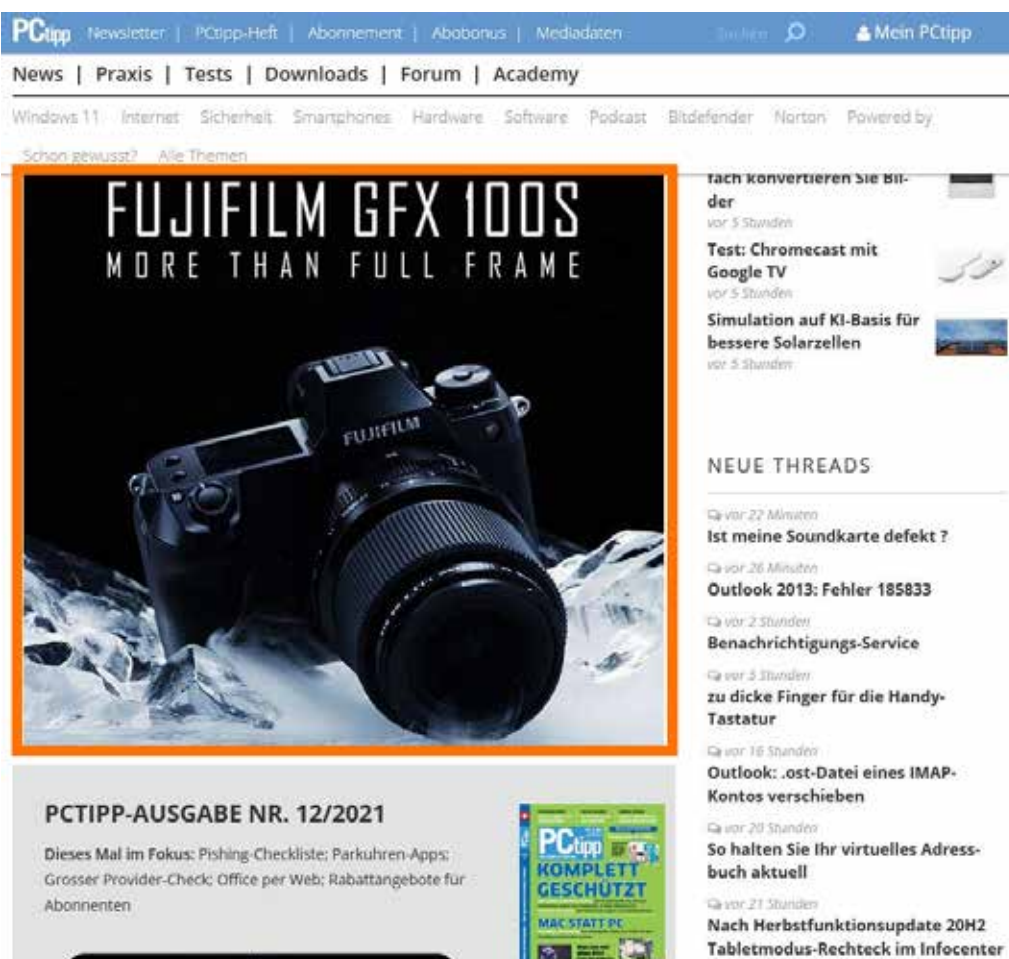 PCtipp Newsletter | PCtipp-Heft | Abonnement | Abobonus | Mediadaten Suchen Mein PCtipp
News | Praxis | Tests | Downloads | Forum | Academy
Windows 11 Internet Sicherheit Smartphones Hardware Software Podcast Bitdefender Norton Powered by
Schon gewusst? Alle Themen
FUJIFILM GFX 100S
MORE THAN FULL FRAME
FUJIFILM
PCTIPP-AUSGABE NR. 12/2021
Dieses Mal im Fokus: Pishing-Checkliste; Parkuhren-Apps;
Grosser Provider-Check; Office per Web; Rabattangebote für
Abonnenten
PCtipp
KOMPLETT
GESCHÜTZT
MAC STATT PC
fach konvertieren Sie Bil-
der
vor 5 Stunden
Test: Chromecast mit
Google TV
vor 5 Stunden
Simulation auf KI-Basis für
bessere Solarzellen
vor 5 Stunden
NEUE THREADS
vor 22 Minuten
Ist meine Soundkarte defekt ?
vor 26 Minuten
Outlook 2013: Fehler 185833
vor 2 Stunden
Benachrichtigungs-Service
vor 5 Stunden
zu dicke Finger für die Handy-
Tastatur
vor 16 Stunden
Outlook: .ost-Datei eines IMAP-
Kontos verschieben
vor 20 Stunden
So halten Sie Ihr virtuelles Adress-
buch aktuell
vor 21 Stunden
Nach Herbstfunktionsupdate 20H2
Tabletmodus-Rechteck im Infocenter